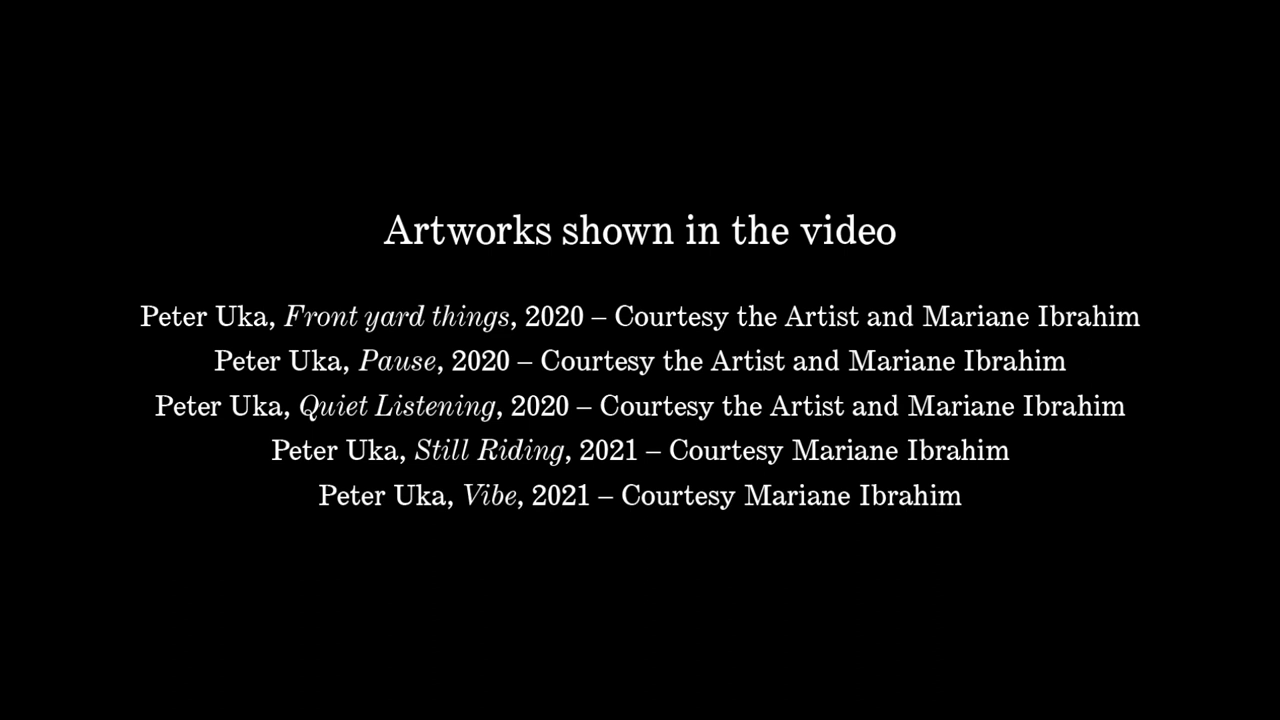 Artworks shown in the video
Peter Uka, Front yard things, 2020 – Courtesy the Artist and Mariane Ibrahim
Peter Uka, Pause, 2020 – Courtesy the Artist and Mariane Ibrahim
Peter Uka, Quiet Listening, 2020 – Courtesy the Artist and Mariane Ibrahim
Peter Uka, Still Riding, 2021 – Courtesy Mariane Ibrahim
Peter Uka, Vibe, 2021 – Courtesy Mariane Ibrahim